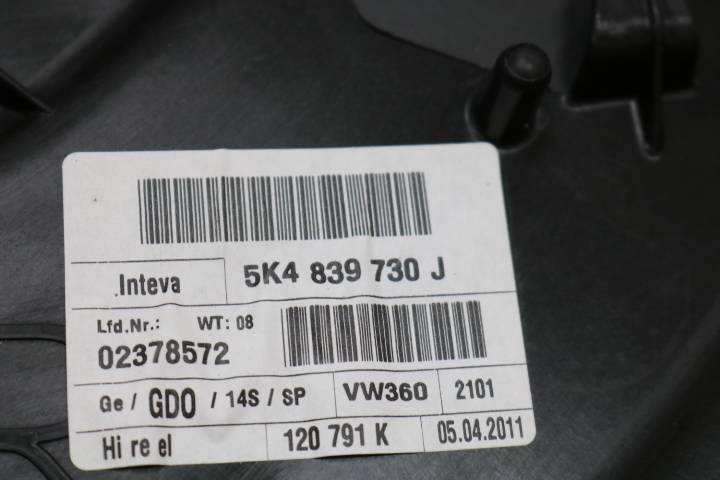 .Inteva 5K4 839 730 J
Lfd.Nr.: WT: 08
02378572
Ge / GDO / 14S / SP VW360 2101
Hi re el 120 791 K 05.04.2011